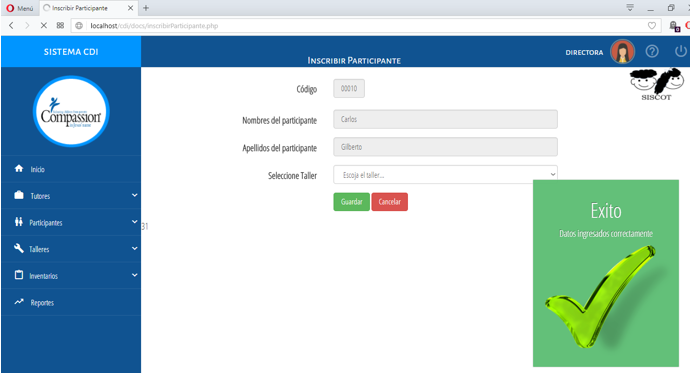 Menú
Inscribir Participante
localhost/cdi/docs/inscribirParticipante.php
SISTEMA CDI
INSCRIBIR PARTICIPANTE
DIRECTORA
SISCOT
Compassion
Código
00010
Nombres del participante
Carlos
Apellidos del participante
Gilberto
Seleccione Taller
Escoja el taller...
Guardar
Cancelar
Inicio
Tutores
Participantes
31
Talleres
Inventarios
Reportes
Exito
Datos ingresados correctamente